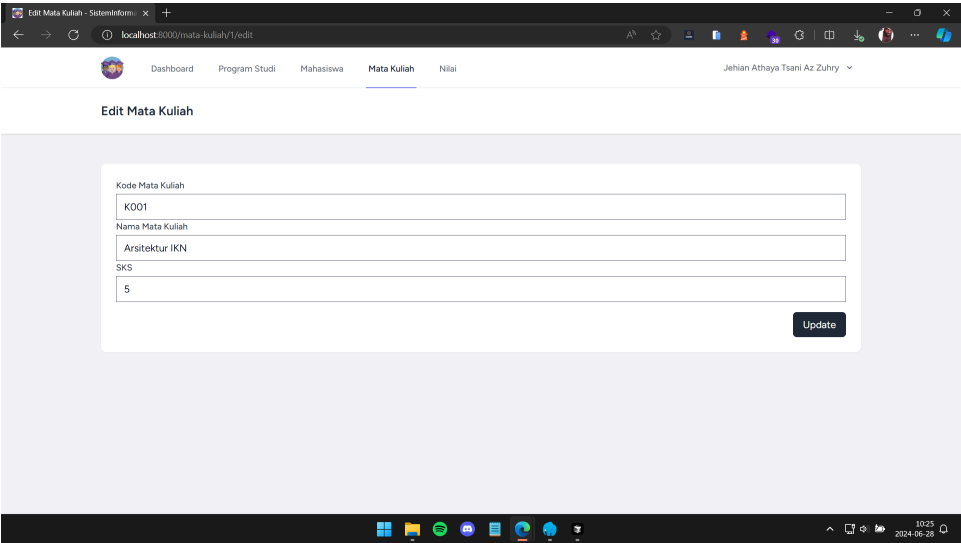 Edit Mata Kuliah - SistemInforma
localhost:8000/mata-kuliah/1/edit
30
Dashboard
Program Studi
Mahasiswa
Mata Kuliah
Nilai
Jehian Athaya Tsani Az Zuhry
Edit Mata Kuliah
Kode Mata Kuliah
K001
Nama Mata Kuliah
Arsitektur IKN
SKS
5
Update
10:25
2024-06-28